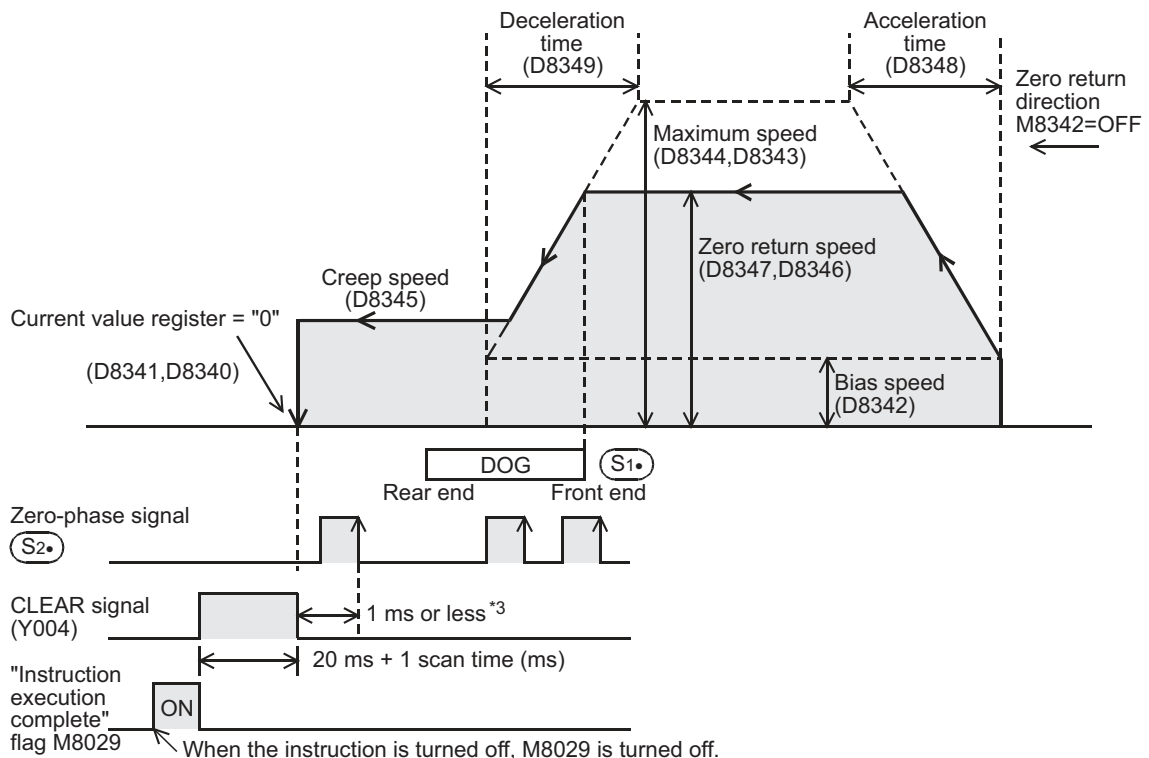 Deceleration
time
(D8349)
Acceleration
time
(D8348)
Zero return
direction
M8342=OFF
Maximum speed
(D8344,D8343)
Zero return speed
(D8347,D8346)
Creep speed
(D8345)
Current value register = "0"
(D8341,D8340)
Bias speed
(D8342)
DOG
S1•
Rear end
Front end
Zero-phase signal
S2•
CLEAR signal
(Y004)
1 ms or less *3
20 ms + 1 scan time (ms)
"Instruction
execution
complete"
flag M8029
ON
When the instruction is turned off, M8029 is turned off.